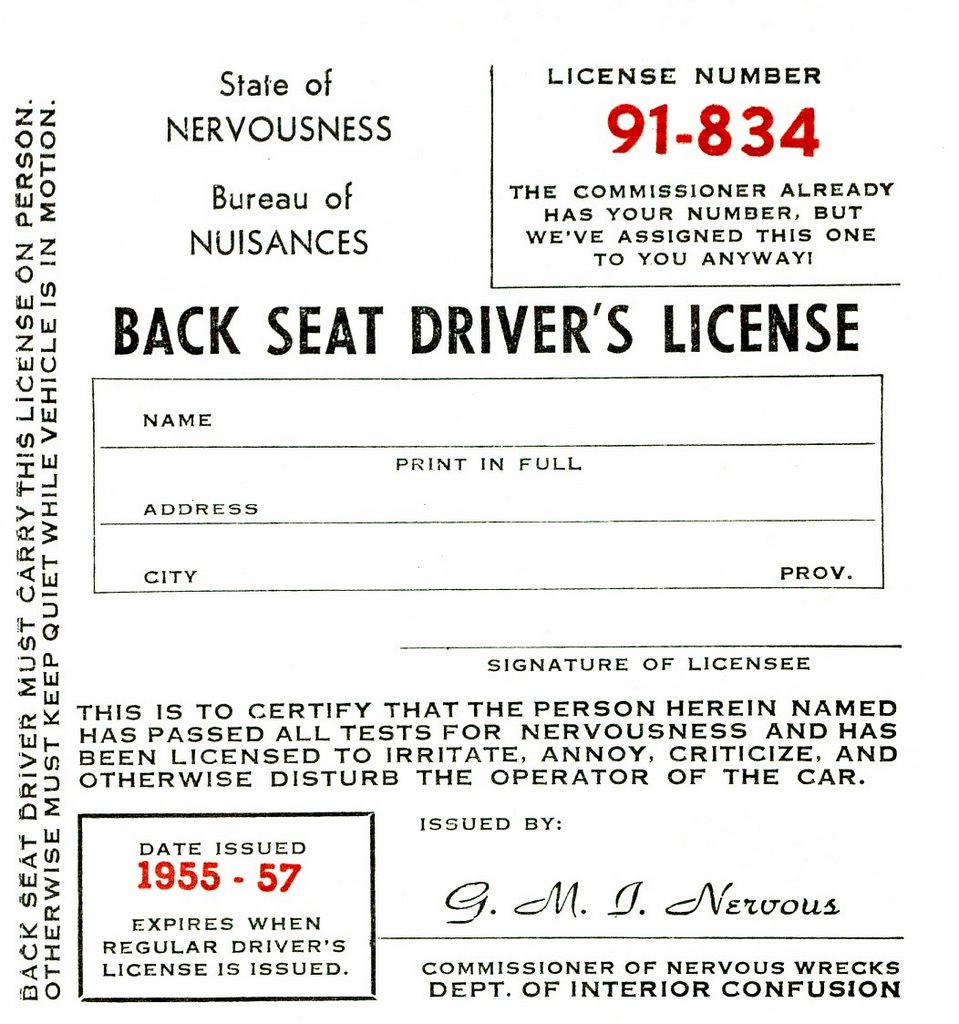 State of
NERVOUSNESS
Bureau of
NUISANCES
LICENSE NUMBER
91-834
THE COMMISSIONER ALREADY
HAS YOUR NUMBER, BUT
WE'VE ASSIGNED THIS ONE
TO YOU ANYWAY!
BACK SEAT DRIVER'S LICENSE
NAME
PRINT IN FULL
ADDRESS
CITY PROV.
SIGNATURE OF LICENSEE
THIS IS TO CERTIFY THAT THE PERSON HEREIN NAMED
HAS PASSED ALL TESTS FOR NERVOUSNESS AND HAS
BEEN LICENSED TO IRRITATE, ANNOY, CRITICIZE, AND
OTHERWISE DISTURB THE OPERATOR OF THE CAR.
DATE ISSUED
1955 - 57
EXPIRES WHEN
REGULAR DRIVER'S
LICENSE IS ISSUED.
ISSUED BY:
G. M. I. Nervous
COMMISSIONER OF NERVOUS WRECKS
DEPT. OF INTERIOR CONFUSION
BACK SEAT DRIVER MUST CARRY THIS LICENSE ON PERSON.
OTHERWISE MUST KEEP QUIET WHILE VEHICLE IS IN MOTION.